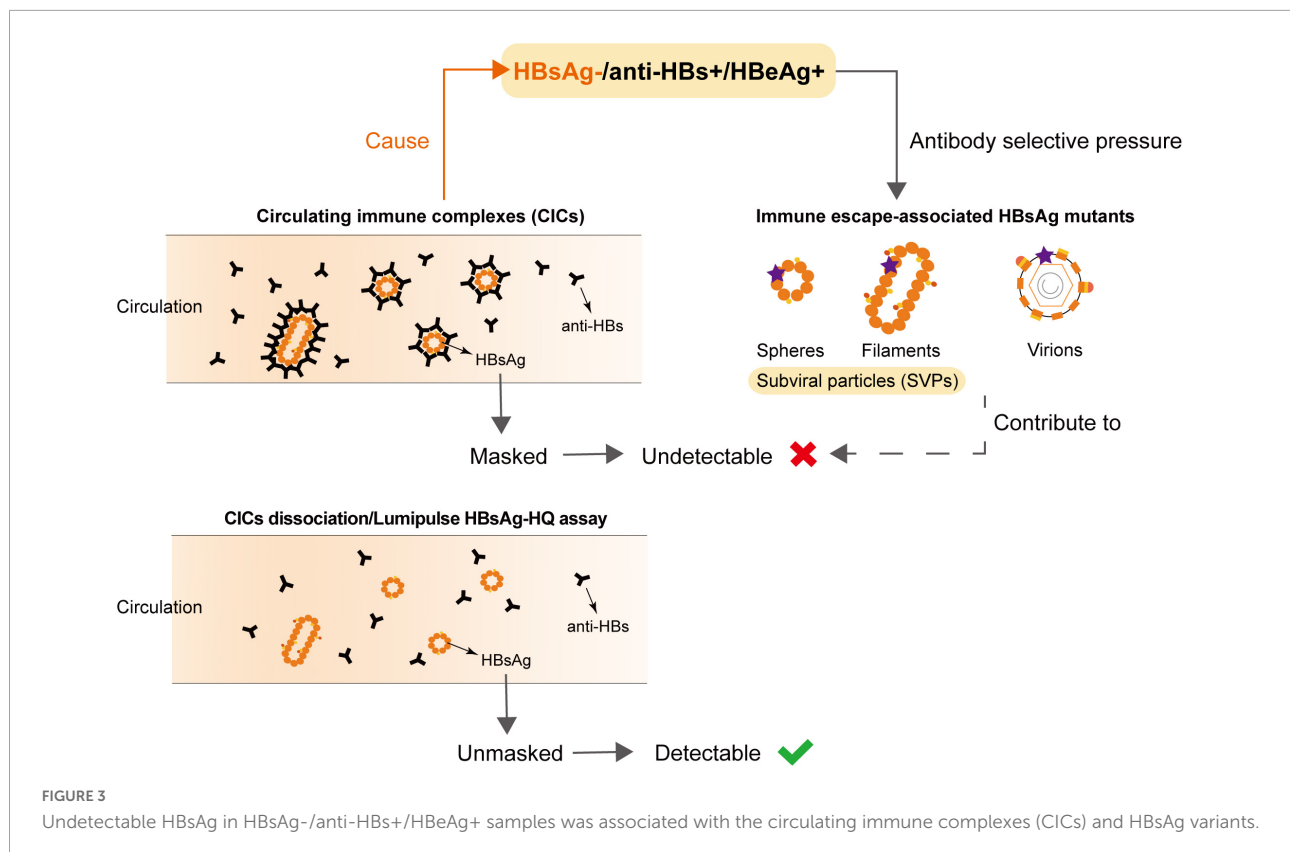 HBsAg-/anti-HBs+/HBeAg+
Cause
Antibody selective pressure
Circulating immune complexes (CICs)
Immune escape-associated HBsAg mutants
Circulation
anti-HBs
HBsAg
Spheres
Filaments
Virions
Subviral particles (SVPs)
Contribute to
Masked
Undetectable
CICs dissociation/Lumipulse HBsAg-HQ assay
Circulation
anti-HBs
HBsAg
Unmasked
Detectable
FIGURE 3
Undetectable HBsAg in HBsAg-/anti-HBs+/HBeAg+ samples was associated with the circulating immune complexes (CICs) and HBsAg variants.